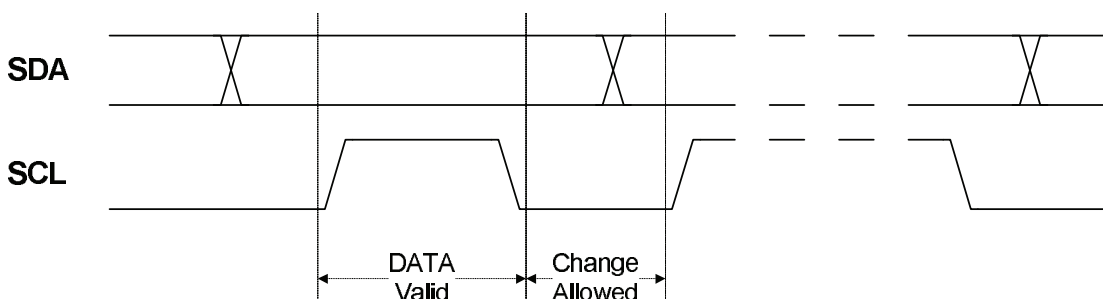 SDA
SCL
DATA
Valid
Change
Allowed